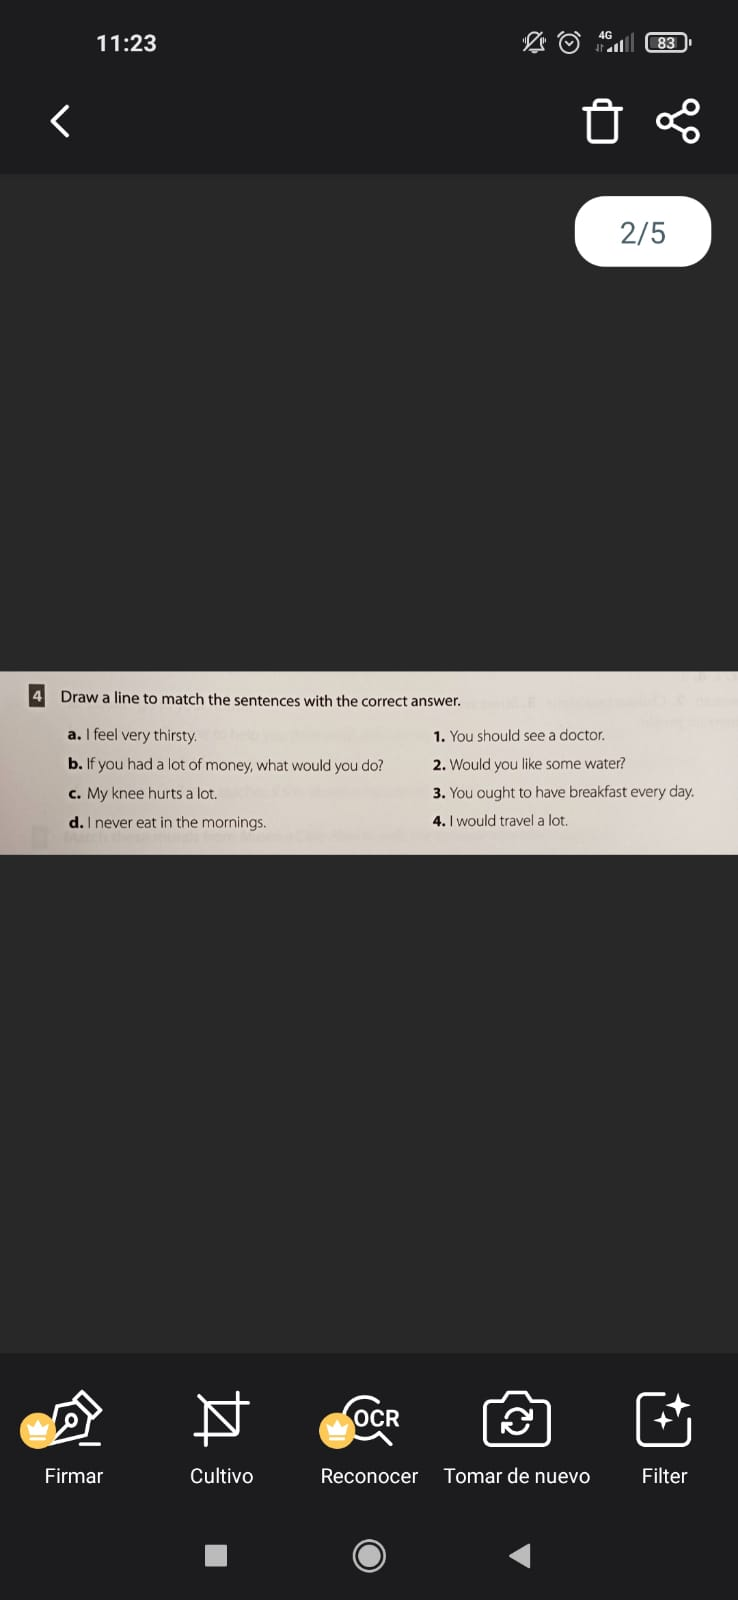 11:23
4G
83
2/5
4 Draw a line to match the sentences with the correct answer.
a. I feel very thirsty.
1. You should see a doctor.
b. If you had a lot of money, what would you do?
2. Would you like some water?
c. My knee hurts a lot.
3. You ought to have breakfast every day.
d. I never eat in the mornings.
4. I would travel a lot.
OCR
Firmar
Cultivo
Reconocer
Tomar de nuevo
Filter